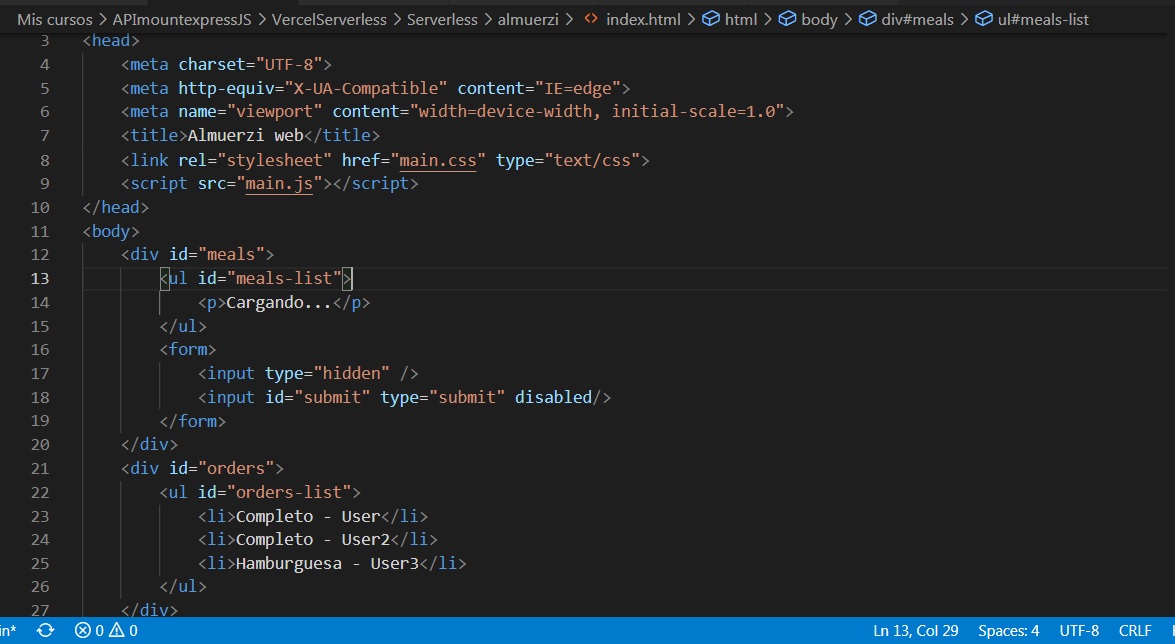 Mis cursos > APImountexpressJS > VercelServerless > Serverless > almuerzi > <> index.html > html > body > div#meals > ul#meals-list
3 <head>
4 <meta charset="UTF-8">
5 <meta http-equiv="X-UA-Compatible" content="IE=edge">
6 <meta name="viewport" content="width=device-width, initial-scale=1.0">
7 <title>Almuerzi web</title>
8 <link rel="stylesheet" href="main.css" type="text/css">
9 <script src="main.js"></script>
10 </head>
11 <body>
12 <div id="meals">
13 <ul id="meals-list">
14 <p>Cargando...</p>
15 </ul>
16 <form>
17 <input type="hidden" />
18 <input id="submit" type="submit" disabled/>
19 </form>
20 </div>
21 <div id="orders">
22 <ul id="orders-list">
23 <li>Completo - User</li>
24 <li>Completo - User2</li>
25 <li>Hamburguesa - User3</li>
26 </ul>
27 </div>
in* 0 0 Ln 13, Col 29 Spaces: 4 UTF-8 CRLF